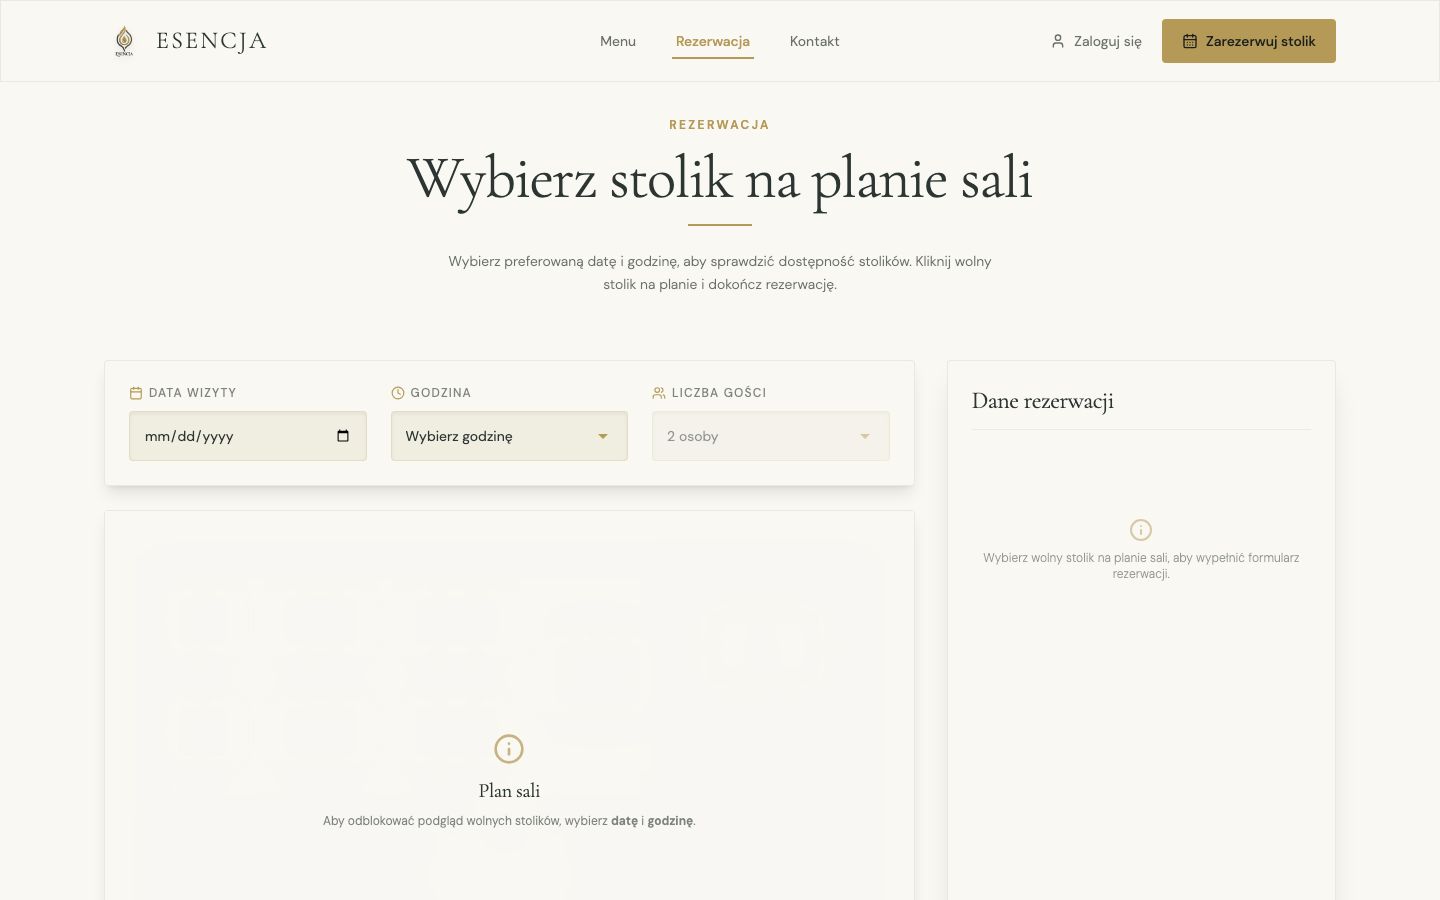 ESENCJA
ESENCJA
Menu
Rezerwacja
Kontakt
Zaloguj się
Zarezerwuj stolik
REZERWACJA
Wybierz stolik na planie sali
Wybierz preferowaną datę i godzinę, aby sprawdzić dostępność stolików. Kliknij wolny
stolik na planie i dokończ rezerwację.
DATA WIZYTY
mm/dd/yyyy
GODZINA
Wybierz godzinę
LICZBA GOŚCI
2 osoby
Plan sali
Aby odblokować podgląd wolnych stolików, wybierz datę i godzinę.
Dane rezerwacji
Wybierz wolny stolik na planie sali, aby wypełnić formularz
rezerwacji.